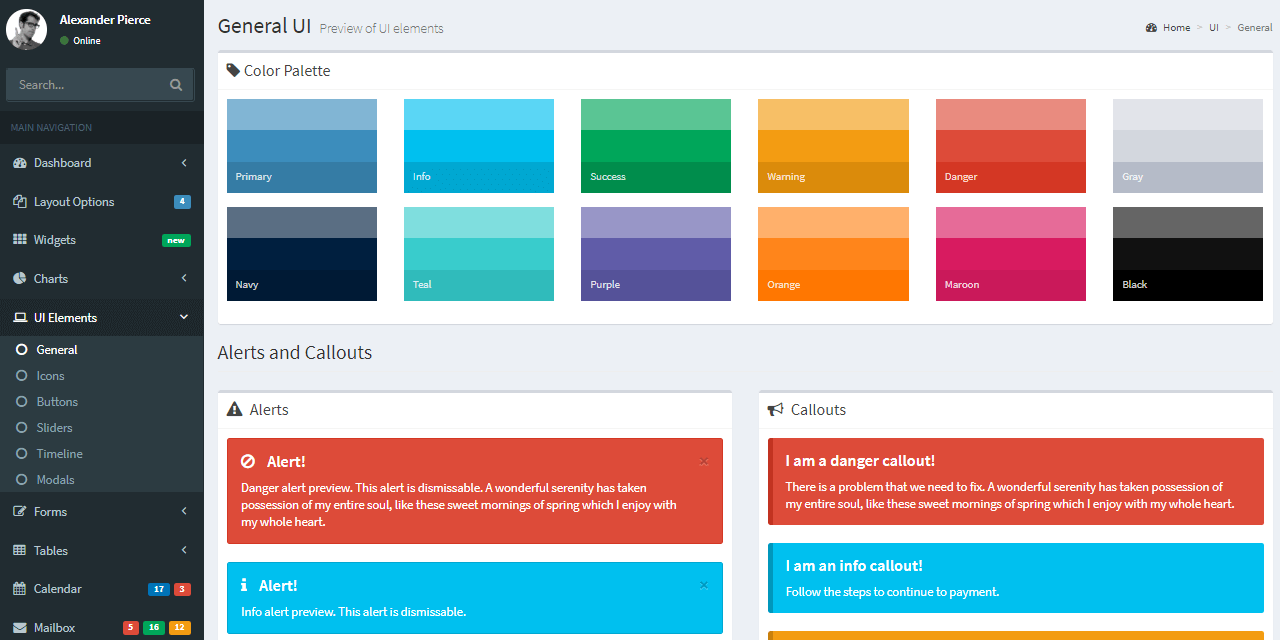 Alexander Pierce
Online
Search...
MAIN NAVIGATION
Dashboard
Layout Options 4
Widgets new
Charts
UI Elements
General
Icons
Buttons
Sliders
Timeline
Modals
Forms
Tables
Calendar 17 3
Mailbox 5 16 12
General UI Preview of UI elements
Home > UI > General
Color Palette
Primary Info Success Warning Danger Gray
Navy Teal Purple Orange Maroon Black
Alerts and Callouts
Alerts
Alert! ×
Danger alert preview. This alert is dismissable. A wonderful serenity has taken
possession of my entire soul, like these sweet mornings of spring which I enjoy with
my whole heart.
Alert! ×
Info alert preview. This alert is dismissable.
Callouts
I am a danger callout!
There is a problem that we need to fix. A wonderful serenity has taken possession of
my entire soul, like these sweet mornings of spring which I enjoy with my whole heart.
I am an info callout!
Follow the steps to continue to payment.